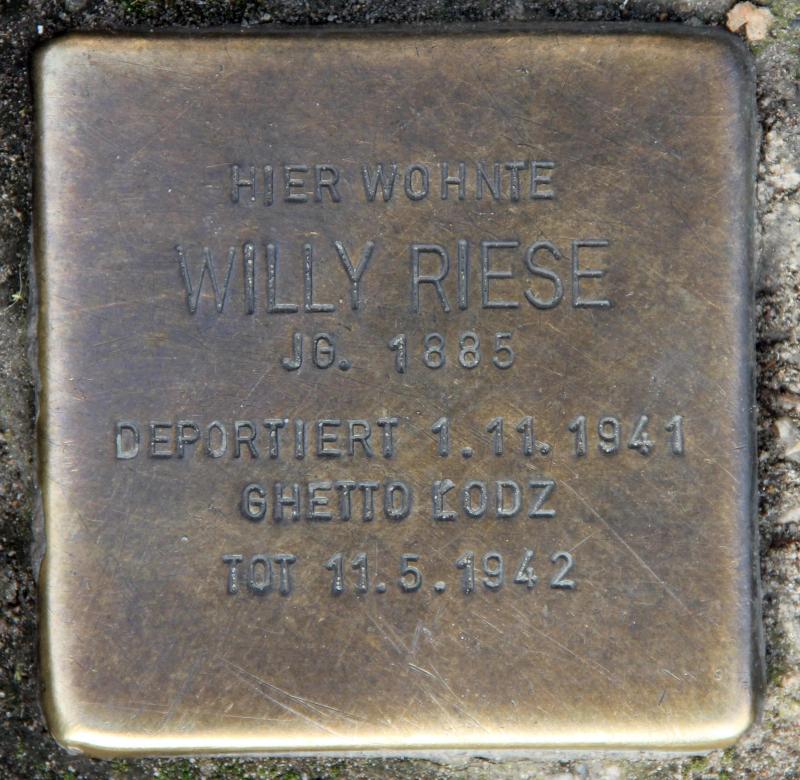 HIER WOHNTE
WILLY RIESE
JG. 1885
DEPORTIERT 1.11.1941
GHETTO ŁODZ
TOT 11.5.1942